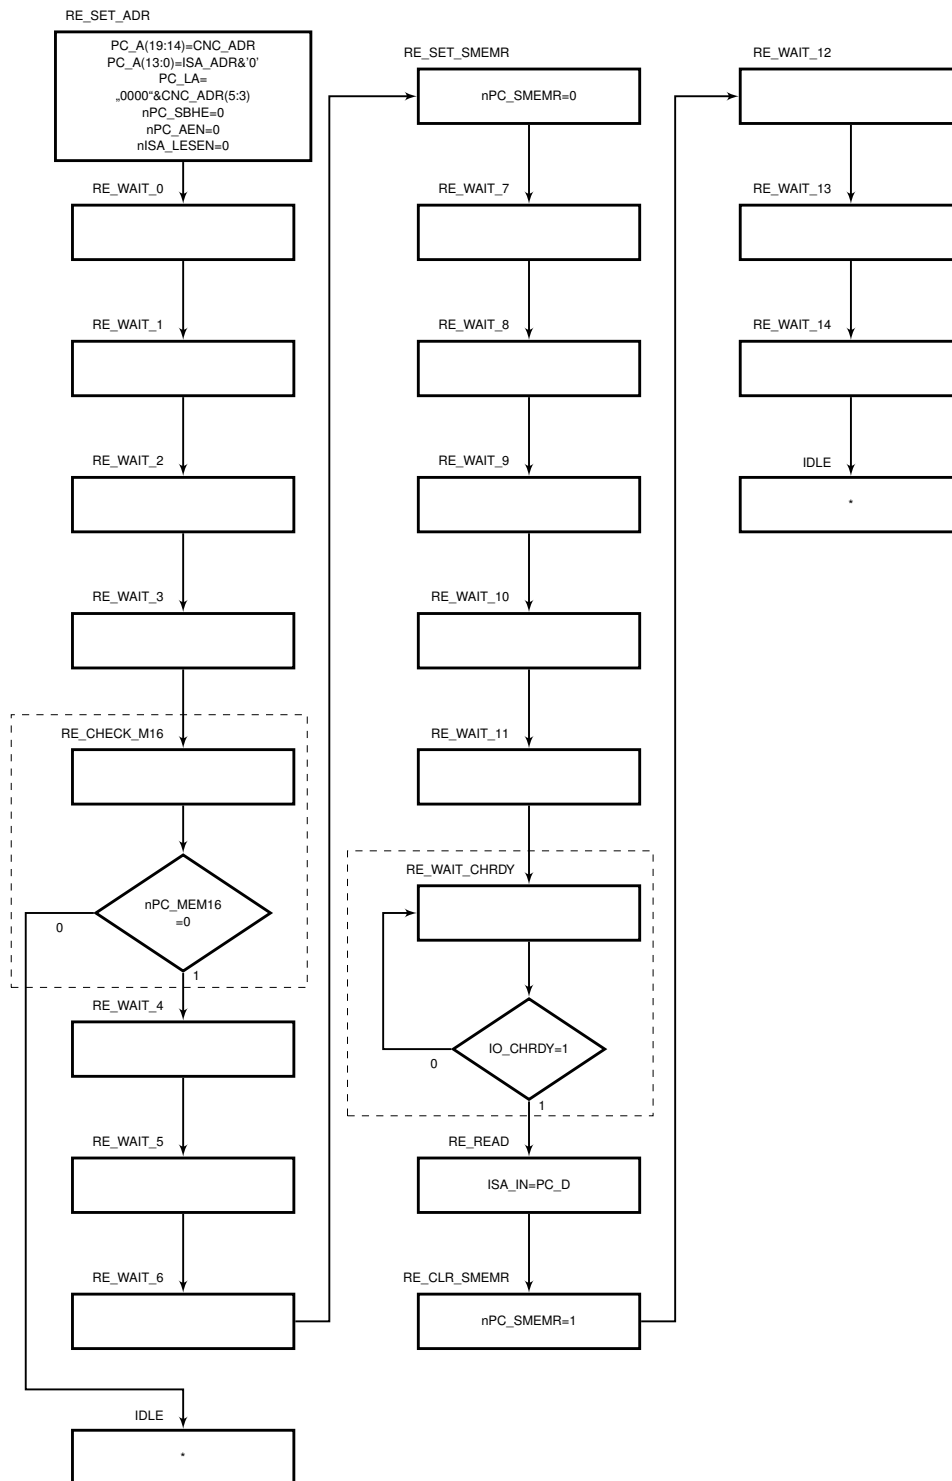 RE_SET_ADR
PC_A(19:14)=CNC_ADR
PC_A(13:0)=ISA_ADR&'0'
PC_LA=
„0000“&CNC_ADR(5:3)
nPC_SBHE=0
nPC_AEN=0
nISA_LESEN=0
RE_WAIT_0
RE_WAIT_1
RE_WAIT_2
RE_WAIT_3
RE_CHECK_M16
nPC_MEM16
=0
0
1
RE_WAIT_4
RE_WAIT_5
RE_WAIT_6
IDLE
*
RE_SET_SMEMR
nPC_SMEMR=0
RE_WAIT_7
RE_WAIT_8
RE_WAIT_9
RE_WAIT_10
RE_WAIT_11
RE_WAIT_CHRDY
IO_CHRDY=1
0
1
RE_READ
ISA_IN=PC_D
RE_CLR_SMEMR
nPC_SMEMR=1
RE_WAIT_12
RE_WAIT_13
RE_WAIT_14
IDLE
*